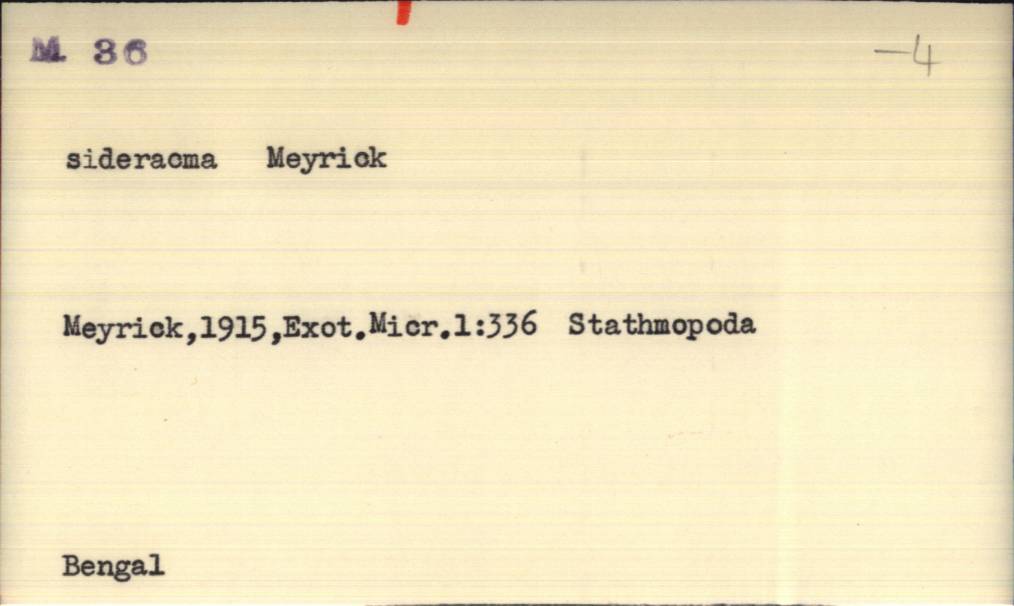 M. 36
—4
sideracma Meyrick
Meyrick,1915,Exot.Micr.1:336 Stathmopoda
Bengal